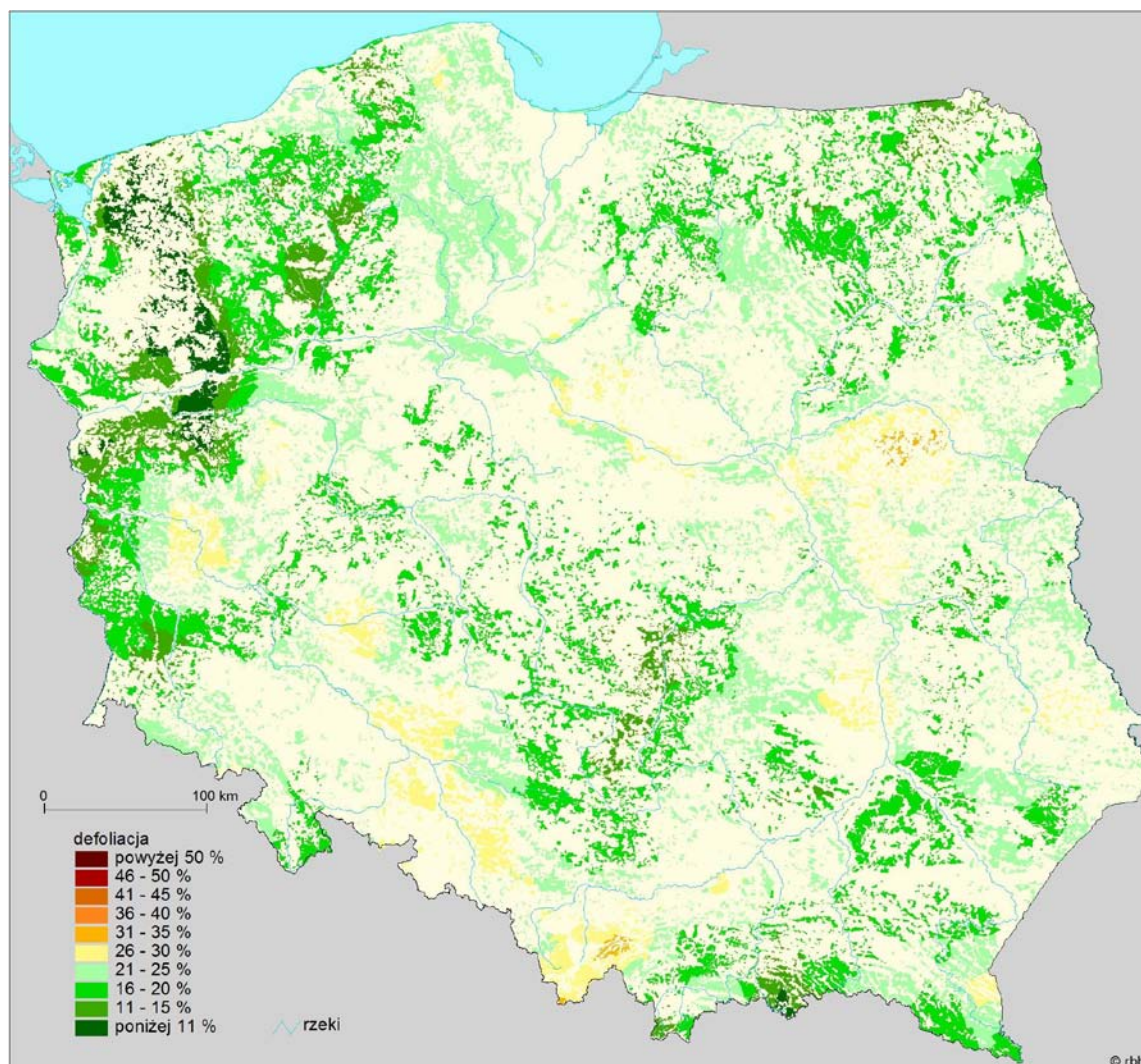 0 100 km
defoliacja
powyżej 50 %
46 - 50 %
41 - 45 %
36 - 40 %
31 - 35 %
26 - 30 %
21 - 25 %
16 - 20 %
11 - 15 %
poniżej 11 %
rzeki
©